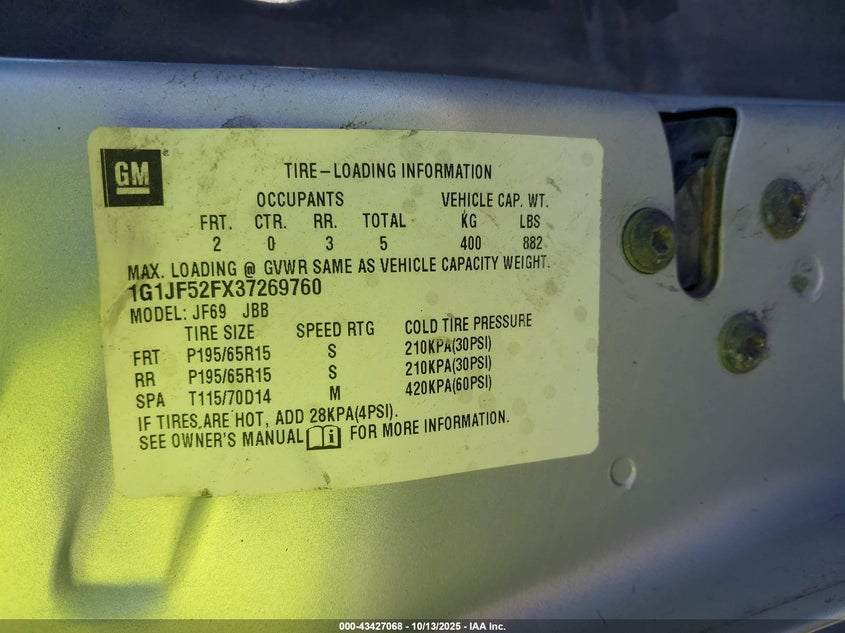 GM
TIRE-LOADING INFORMATION
OCCUPANTS VEHICLE CAP. WT.
FRT. CTR. RR. TOTAL KG LBS
2 0 3 5 400 882
MAX. LOADING @ GVWR SAME AS VEHICLE CAPACITY WEIGHT.
1G1JF52FX37269760
MODEL: JF69 JBB
TIRE SIZE SPEED RTG COLD TIRE PRESSURE
FRT P195/65R15 S 210KPA(30PSI)
RR P195/65R15 S 210KPA(30PSI)
SPA T115/70D14 M 420KPA(60PSI)
IF TIRES ARE HOT, ADD 28KPA(4PSI).
SEE OWNER'S MANUAL FOR MORE INFORMATION.
000-43427068 - 10/13/2025 - IAA Inc.